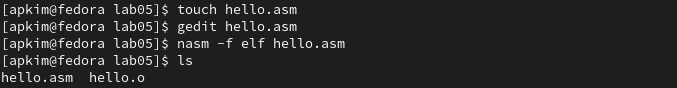 [apkim@fedora lab05]$ touch hello.asm
[apkim@fedora lab05]$ gedit hello.asm
[apkim@fedora lab05]$ nasm -f elf hello.asm
[apkim@fedora lab05]$ ls
hello.asm  hello.o